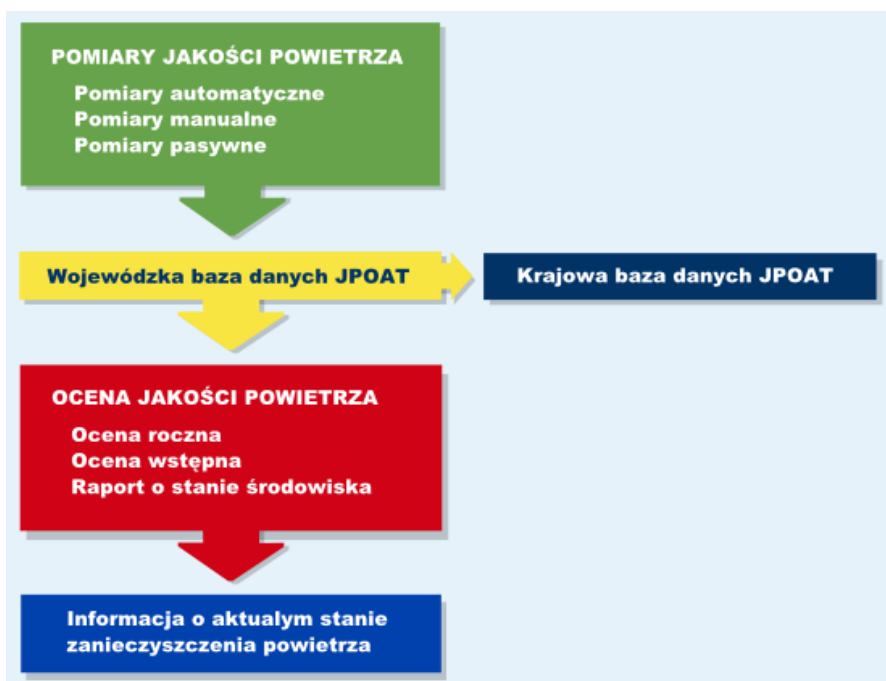 POMIARY JAKOŚCI POWIETRZA
Pomiary automatyczne
Pomiary manualne
Pomiary pasywne
Wojewódzka baza danych JPOAT
Krajowa baza danych JPOAT
OCENA JAKOŚCI POWIETRZA
Ocena roczna
Ocena wstępna
Raport o stanie środowiska
Informacja o aktualym stanie
zanieczyszczenia powietrza